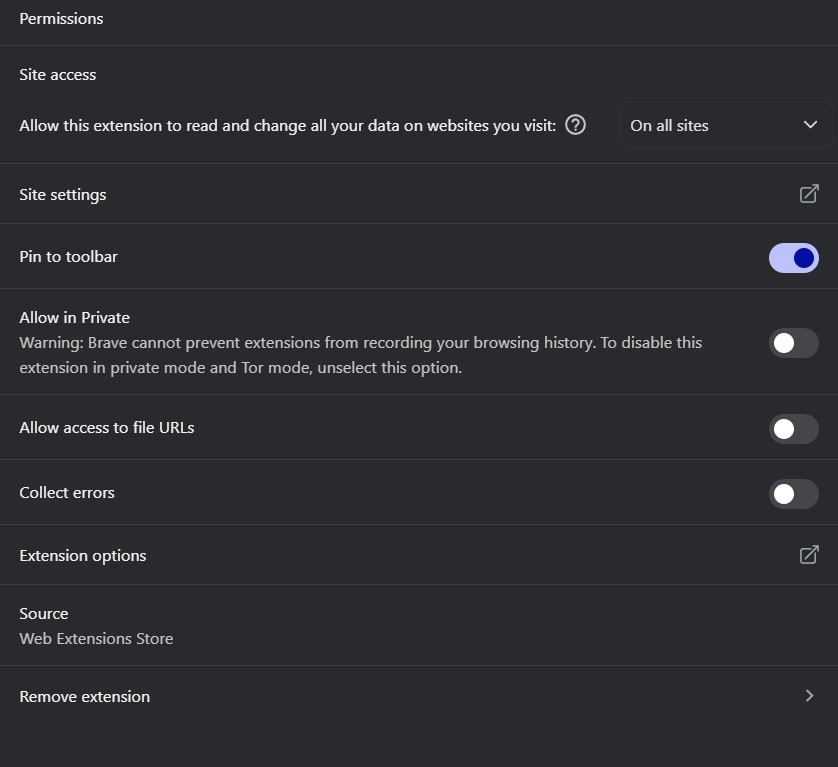 Permissions
Site access
Allow this extension to read and change all your data on websites you visit:
On all sites
Site settings
Pin to toolbar
Allow in Private
Warning: Brave cannot prevent extensions from recording your browsing history. To disable this
extension in private mode and Tor mode, unselect this option.
Allow access to file URLs
Collect errors
Extension options
Source
Web Extensions Store
Remove extension